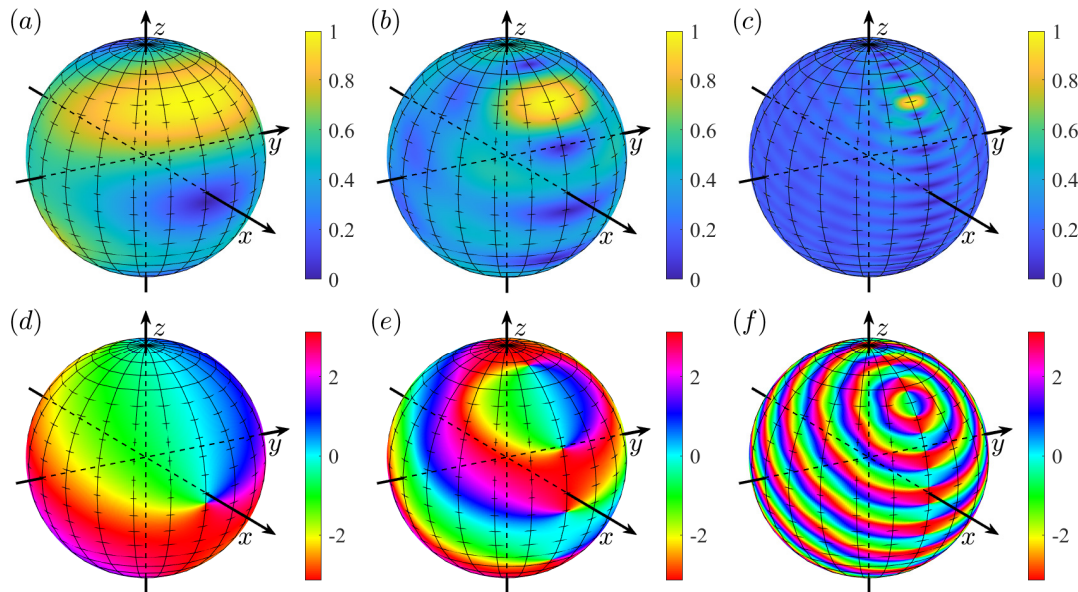 (a) (b) (c)
z z z
1 1 1
0.8 0.8 0.8
0.6 0.6 0.6
y y y
0.4 0.4 0.4
x x x
0.2 0.2 0.2
0 0 0
(d) (e) (f)
z z z
2 2 2
y y y
0 0 0
x x x
-2 -2 -2